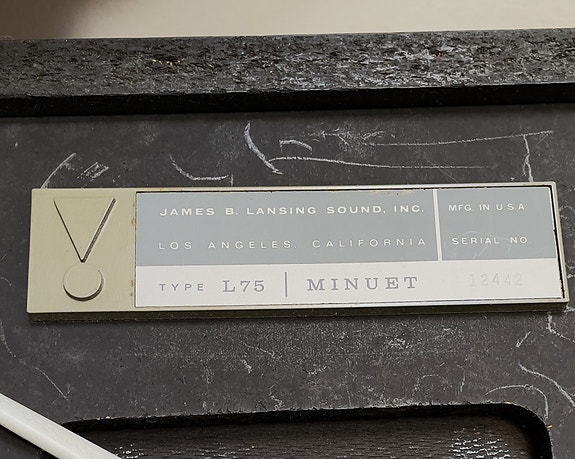 JAMES B. LANSING SOUND, INC.
LOS ANGELES. CALIFORNIA
MFG. IN U.S.A.
SERIAL NO.
TYPE L75 | MINUET
12442